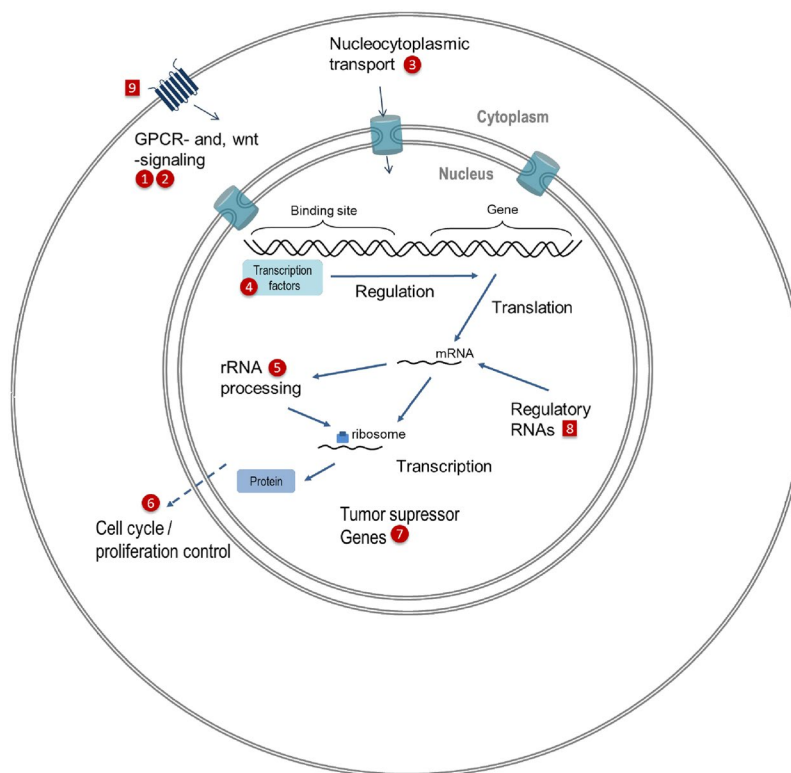 Nucleocytoplasmic
transport 3
9
Cytoplasm
GPCR- and, wnt
-signaling
1 2
Nucleus
Binding site
Gene
4 Transcription
factors
Regulation
Translation
mRNA
rRNA 5
processing
Regulatory
RNAs 8
ribosome
Transcription
Protein
6
Cell cycle /
proliferation control
Tumor supressor
Genes 7